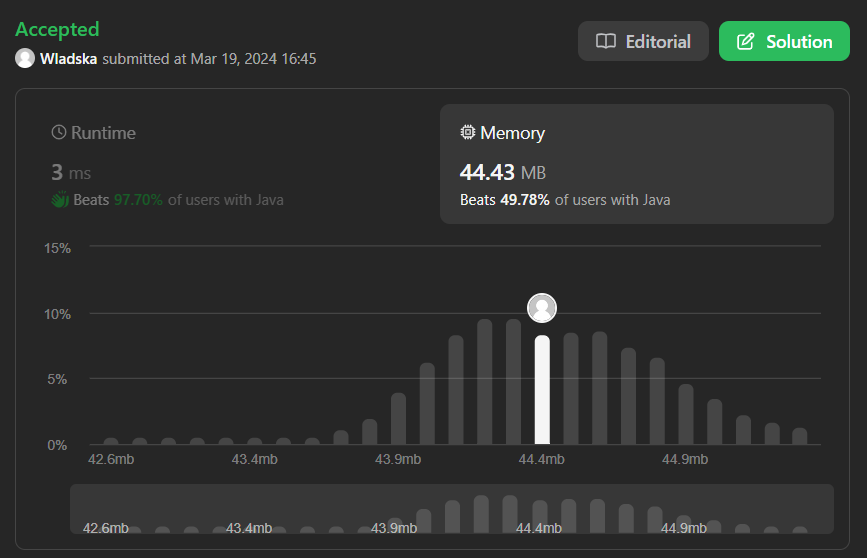 Accepted
Wladska submitted at Mar 19, 2024 16:45
Editorial
Solution
Runtime
3 ms
Beats 97.70% of users with Java
Memory
44.43 MB
Beats 49.78% of users with Java
15%
10%
5%
0%
42.6mb 43.4mb 43.9mb 44.4mb 44.9mb
42.6mb 43.4mb 43.9mb 44.4mb 44.9mb